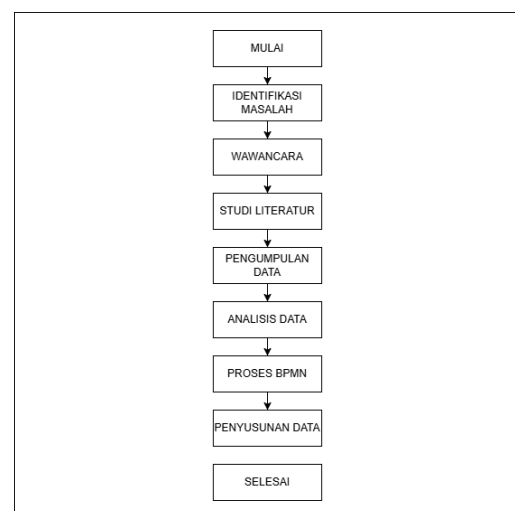 MULAI
IDENTIFIKASI
MASALAH
WAWANCARA
STUDI LITERATUR
PENGUMPULAN
DATA
ANALISIS DATA
PROSES BPMN
PENYUSUNAN DATA
SELESAI